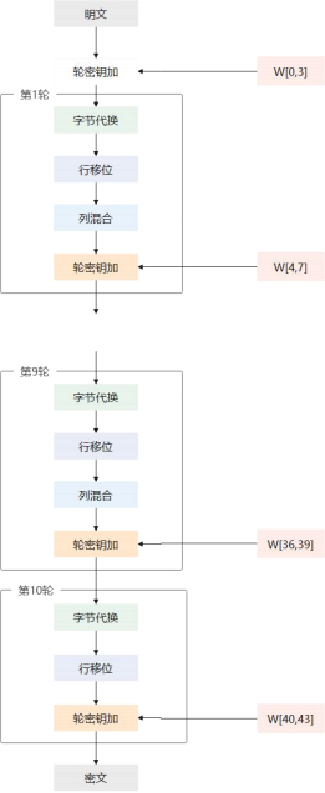 明文
轮密钥加
W[0,3]
第1轮
字节代换
行移位
列混合
轮密钥加
W[4,7]
第9轮
字节代换
行移位
列混合
轮密钥加
W[36,39]
第10轮
字节代换
行移位
轮密钥加
W[40,43]
密文